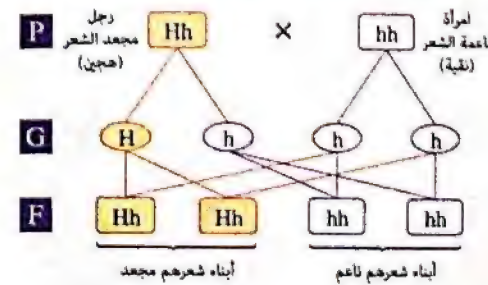 P
رجل
مجعد الشعر
(هجين)
Hh
×
hh
امرأة
ناعمة الشعر
(نقية)
G
H
h
h
h
F
Hh
Hh
hh
hh
أبناء شعرهم مجعد
أبناء شعرهم ناعم